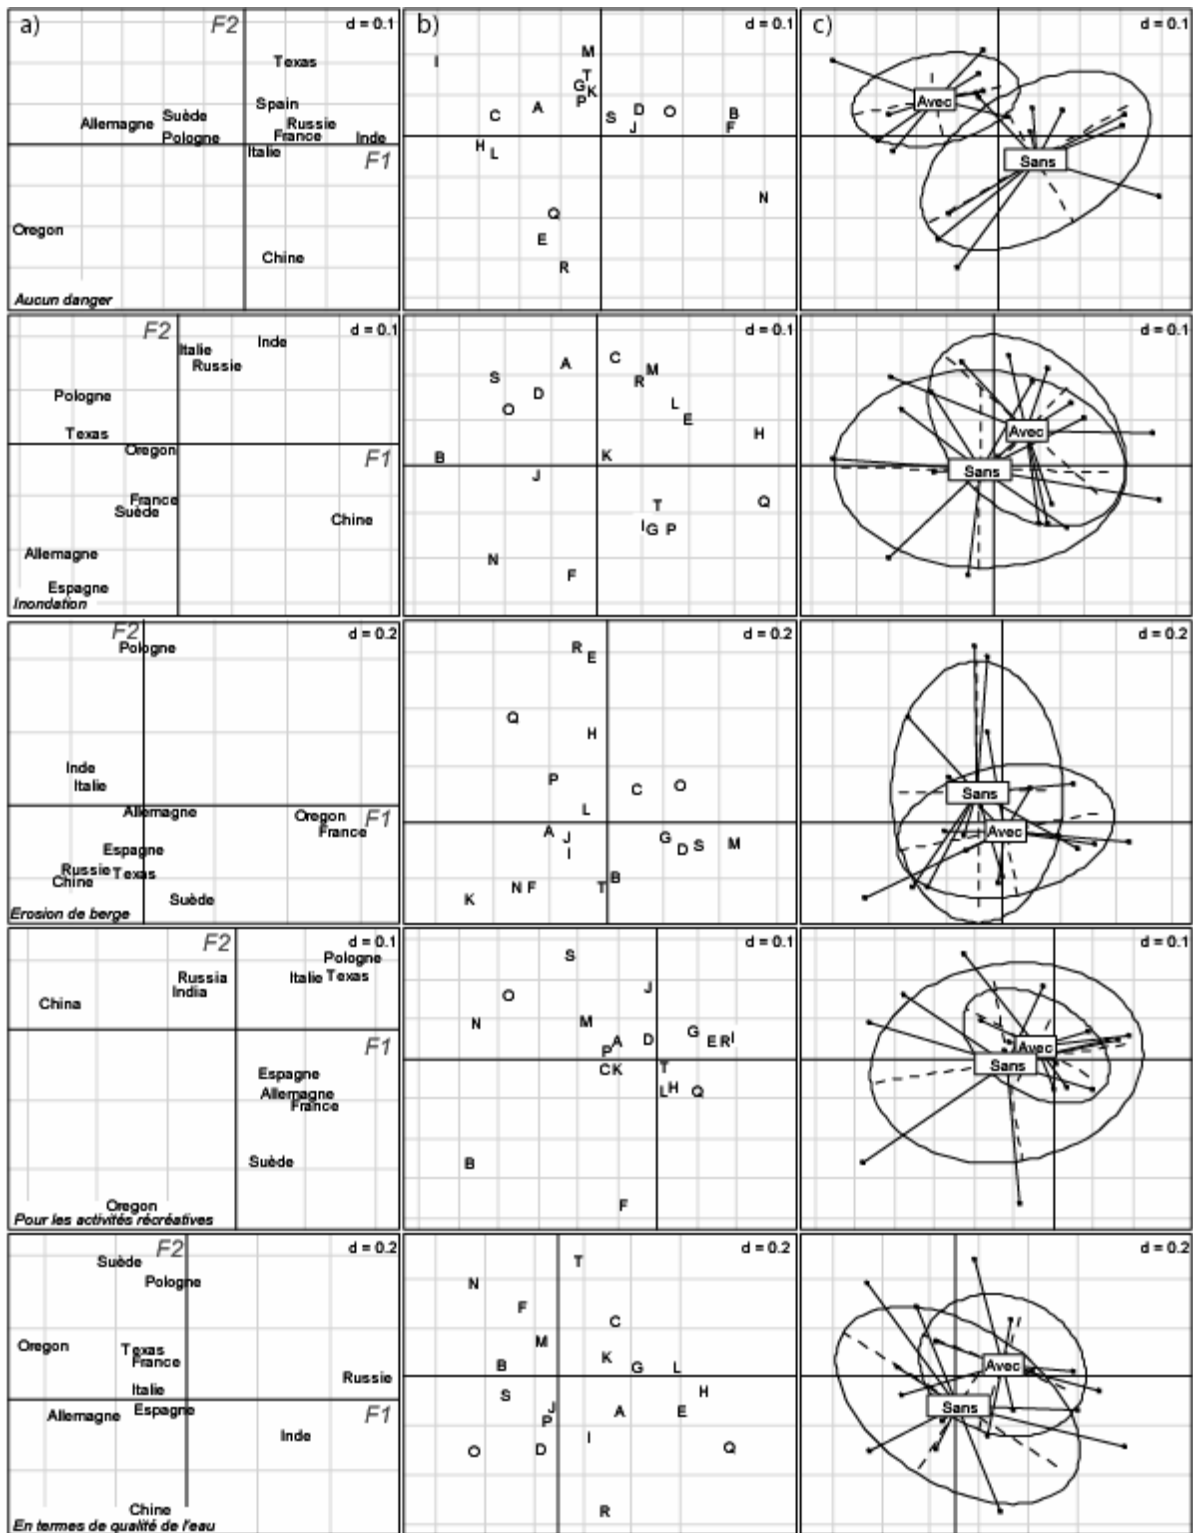 a) F2 d = 0.1
Texas
Spain
Suède
Allemagne Russie
Pologne France Inde
Italie F1
Oregon
Chine
Aucun danger
b) d = 0.1
M
I
T
G K
P
A D O B
C S J F
H L
N
Q
E
R
c) d = 0.1
I
Avec
Sans
F2 d = 0.1
Inde
Italie
Russie
Pologne
Texas
Oregon F1
France
Suède Chine
Allemagne
Espagne
Inondation
d = 0.1
C
A M
S R
D
O L
E
H
B K
J
T Q
I G P
N
F
d = 0.1
Avec
Sans
F2 d = 0.2
Pologne
Inde
Italie
Allemagne
Oregon F1
France
Espagne
Russie Texas
Chine
Suède
Erosion de berge
d = 0.2
R E
Q
H
P
C O
L
A J G D S M
I
B
N F T
K
d = 0.2
Sans
Avec
F2 d = 0.1
Pologne
Russia Italie Texas
India
China
F1
Espagne
Allemagne
France
Suède
Oregon
Pour les activités récréatives
d = 0.1
S
J
O
N M
G
P A D E R I
C K T
L H Q
B
F
d = 0.1
Avec
Sans
F2 d = 0.2
Suède
Pologne
Oregon Texas
France
Russie
Italie
Allemagne Espagne F1
Inde
Chine
En termes de qualité de l'eau
d = 0.2
T
N
F
C
M
K
B G L
S H
J A E
P
I
O D Q
R
d = 0.2
Avec
Sans